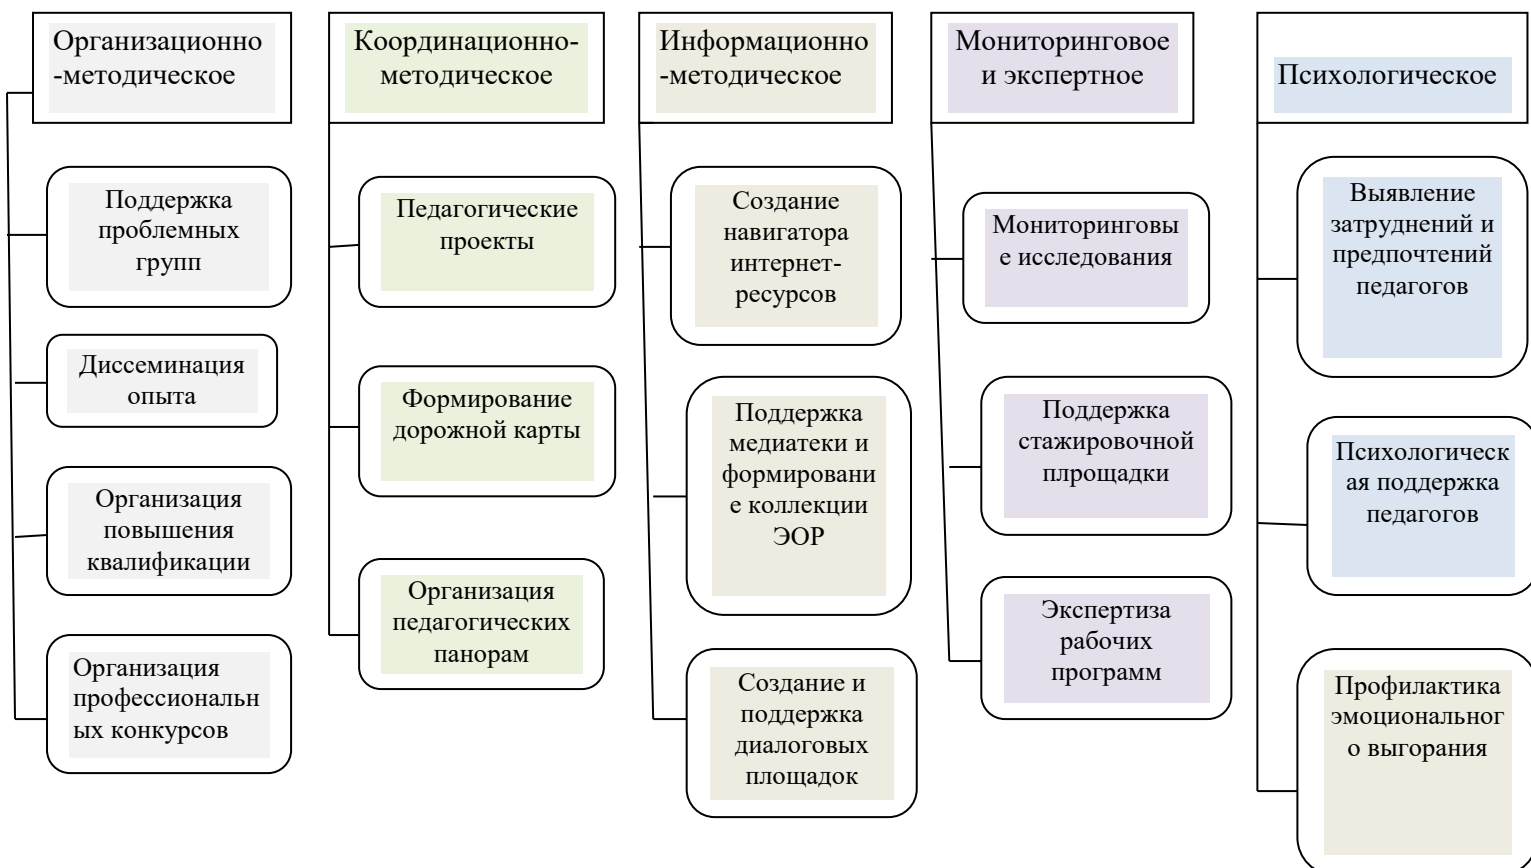 Организационно
-методическое
Поддержка
проблемных
групп
Диссеминация
опыта
Организация
повышения
квалификации
Организация
профессиональн
ых конкурсов
Координационно-
методическое
Педагогические
проекты
Формирование
дорожной карты
Организация
педагогических
панорам
Информационно
-методическое
Создание
навигатора
интернет-
ресурсов
Поддержка
медиатеки и
формировани
е коллекции
ЭОР
Создание и
поддержка
диалоговых
площадок
Мониторинговое
и экспертное
Мониторинговы
е исследования
Поддержка
стажировочной
плрощадки
Экспертиза
рабочих
программ
Психологическое
Выявление
затруднений и
предпочтений
педагогов
Психологическ
ая поддержка
педагогов
Профилактика
эмоциональног
о выгорания